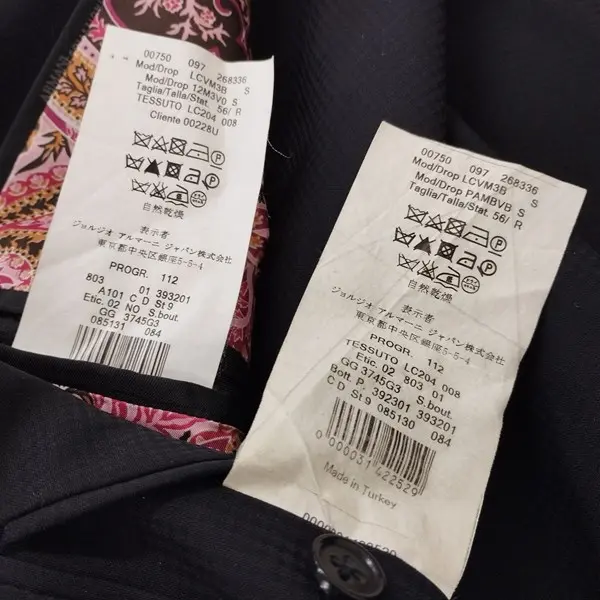 00750 097 268336
Mod/Drop LCVM3B S
Mod/Drop 12M3V0 S
Taglia/Talla/Stat. 56/ R
TESSUTO LC204 008
Cliente 00228U
P
A P
自然乾燥
表示者
ジョルジオ アルマーニ ジャパン株式会社
東京都中央区銀座5-5-4
PROGR. 112
803 01 393201
A101 C D St 9
Etic. 02 NO S.bout.
GG 3745G3
085131 084
00750 097 268336
Mod/Drop LCVM3B S
Mod/Drop PAMBVB S
Taglia/Talla/Stat. 56/ R
P
A P
自然乾燥
表示者
ジョルジオ アルマーニ ジャパン株式会社
東京都中央区銀座5-5-4
PROGR. 112
TESSUTO LC204 008
Etic. 02 803 01
GG 3745G3 S.bout.
Bott. P. 392301 393201
C D St 9 085130 084
0 000031 422529
Made in Turkey